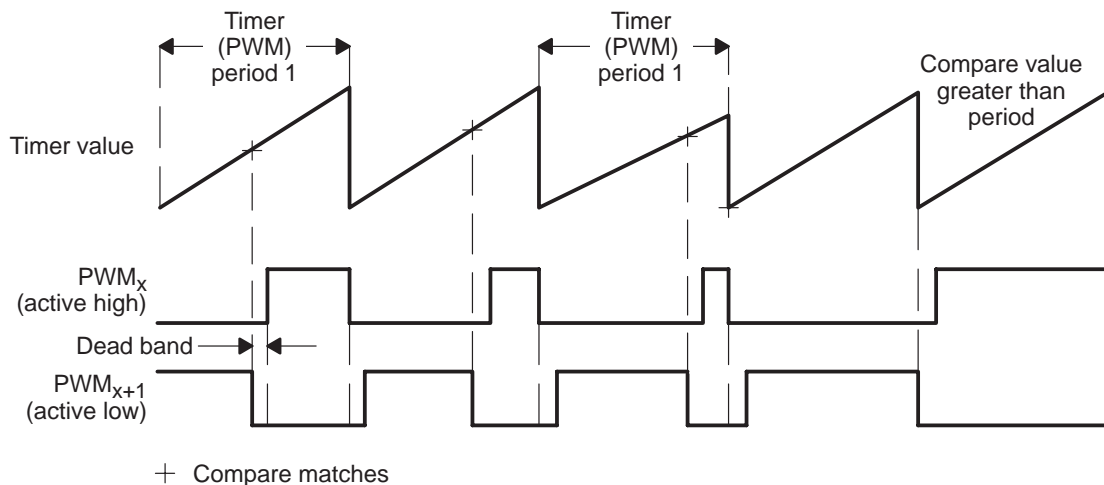 Timer
(PWM)
period 1
Timer
(PWM)
period 1
Compare value
greater than
period
Timer value
PWMx
(active high)
Dead band
PWMx+1
(active low)
+ Compare matches